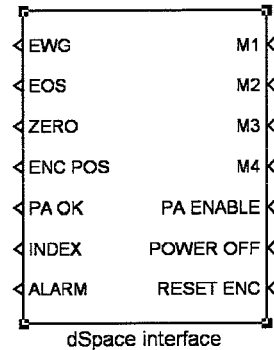 EWG M1
EOS M2
ZERO M3
ENC POS M4
PA OK PA ENABLE
INDEX POWER OFF
ALARM RESET ENC
dSpace interface